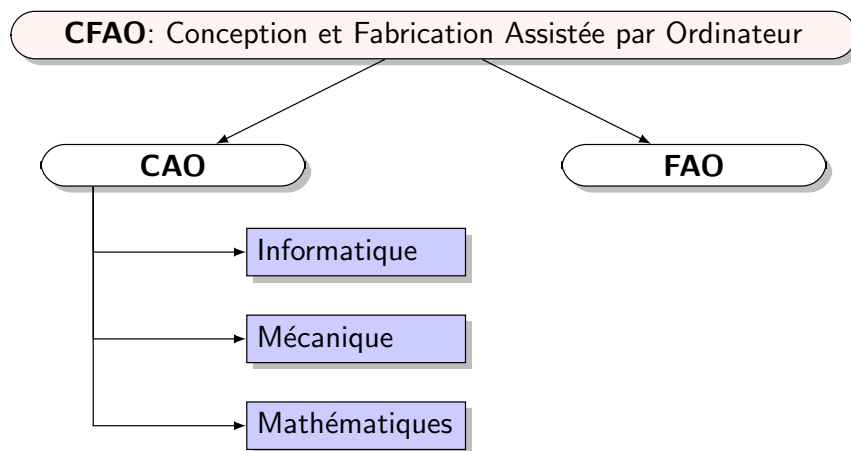 CFAO: Conception et Fabrication Assistée par Ordinateur
CAO
FAO
Informatique
Mécanique
Mathématiques